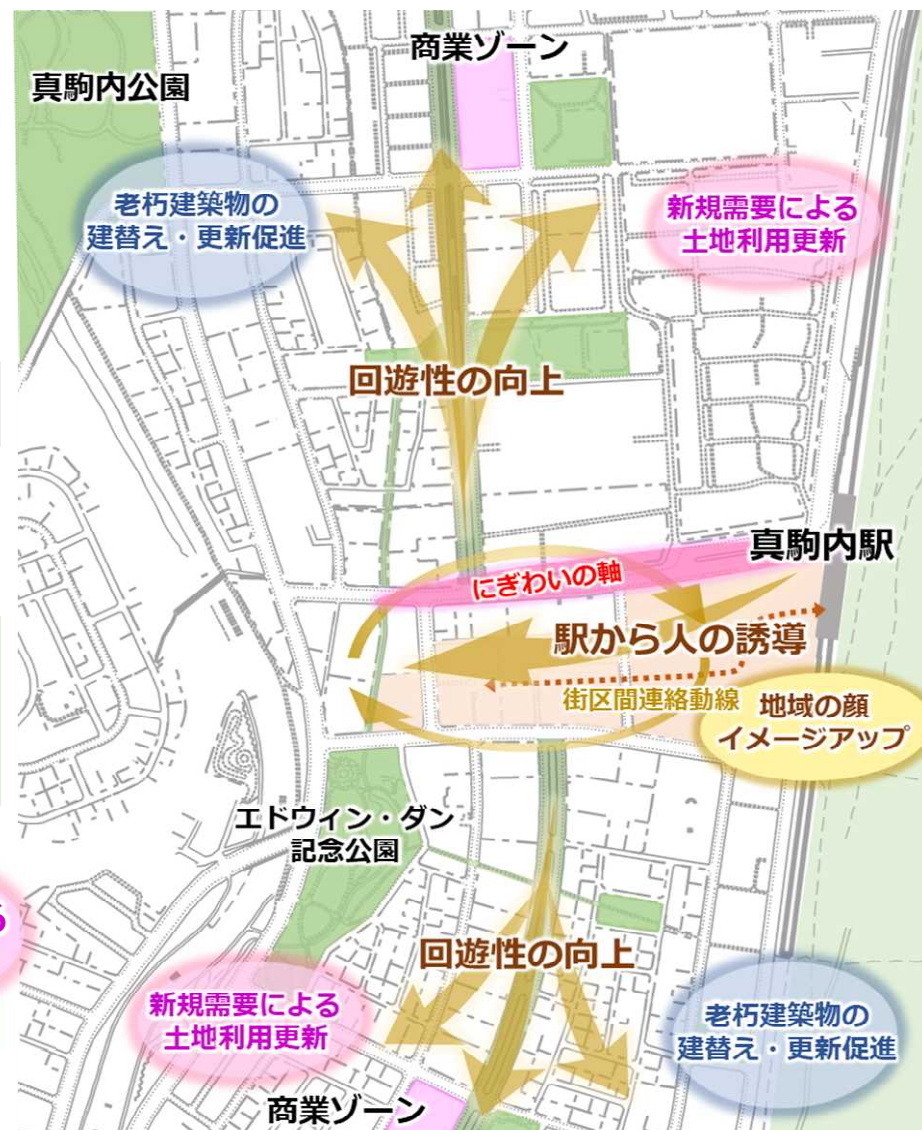 商業ゾーン
真駒内公園
老朽建築物の
建替え・更新促進
新規需要による
土地利用更新
回遊性の向上
真駒内駅
にぎわいの軸
駅から人の誘導
街区間連絡動線
地域の顔
イメージアップ
エドウィン・ダン
記念公園
る
回遊性の向上
新規需要による
土地利用更新
老朽建築物の
建替え・更新促進
商業ゾーン